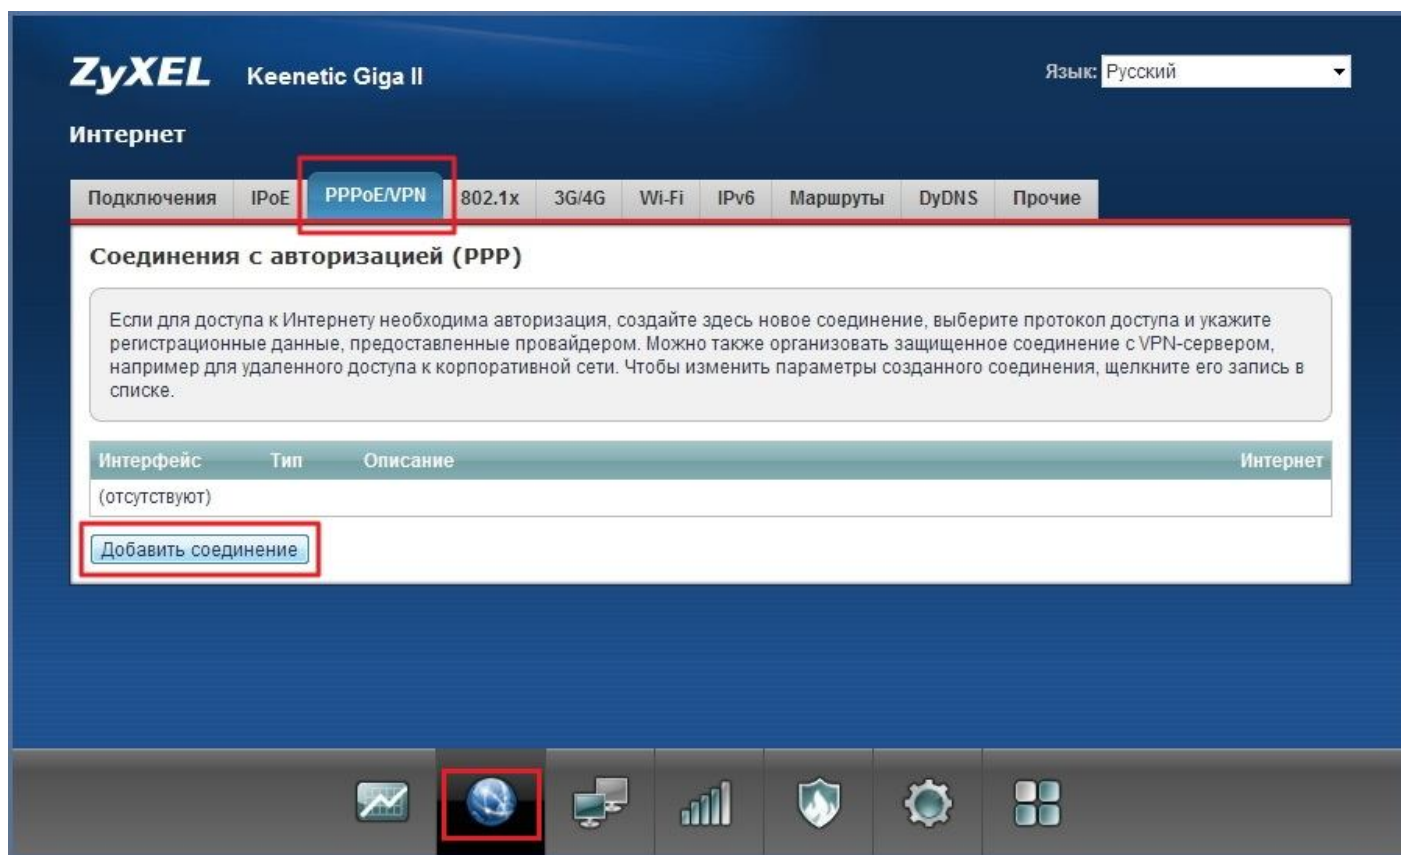 ZyXEL Keenetic Giga II
Язык: Русский
Интернет
Подключения IPoE PPPoE/VPN 802.1x 3G/4G Wi-Fi IPv6 Маршруты DyDNS Прочие
Соединения с авторизацией (PPP)
Если для доступа к Интернету необходима авторизация, создайте здесь новое соединение, выберите протокол доступа и укажите
регистрационные данные, предоставленные провайдером. Можно также организовать защищенное соединение с VPN-сервером,
например для удаленного доступа к корпоративной сети. Чтобы изменить параметры созданного соединения, щелкните его запись в
списке.
Интерфейс Тип Описание Интернет
(отсутствуют)
Добавить соединение